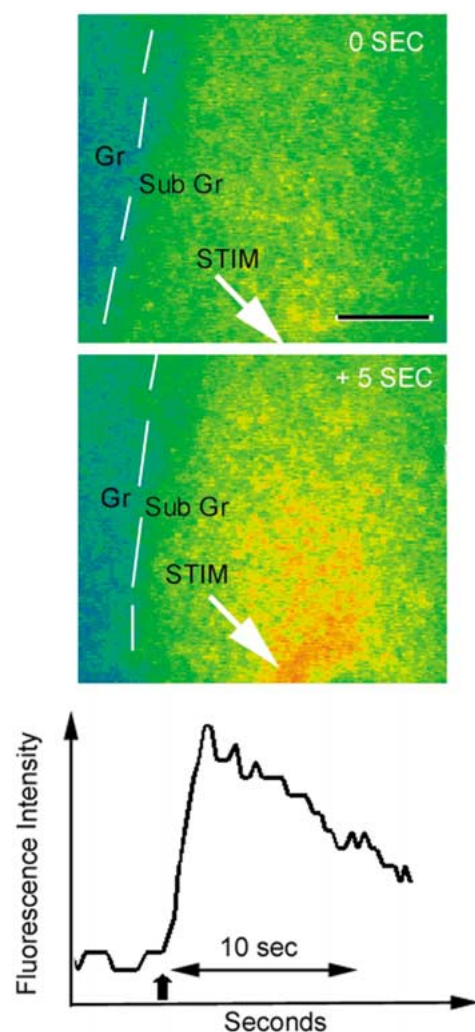 0 SEC
Gr
Sub Gr
STIM
+ 5 SEC
Gr
Sub Gr
STIM
Fluorescence Intensity
10 sec
Seconds